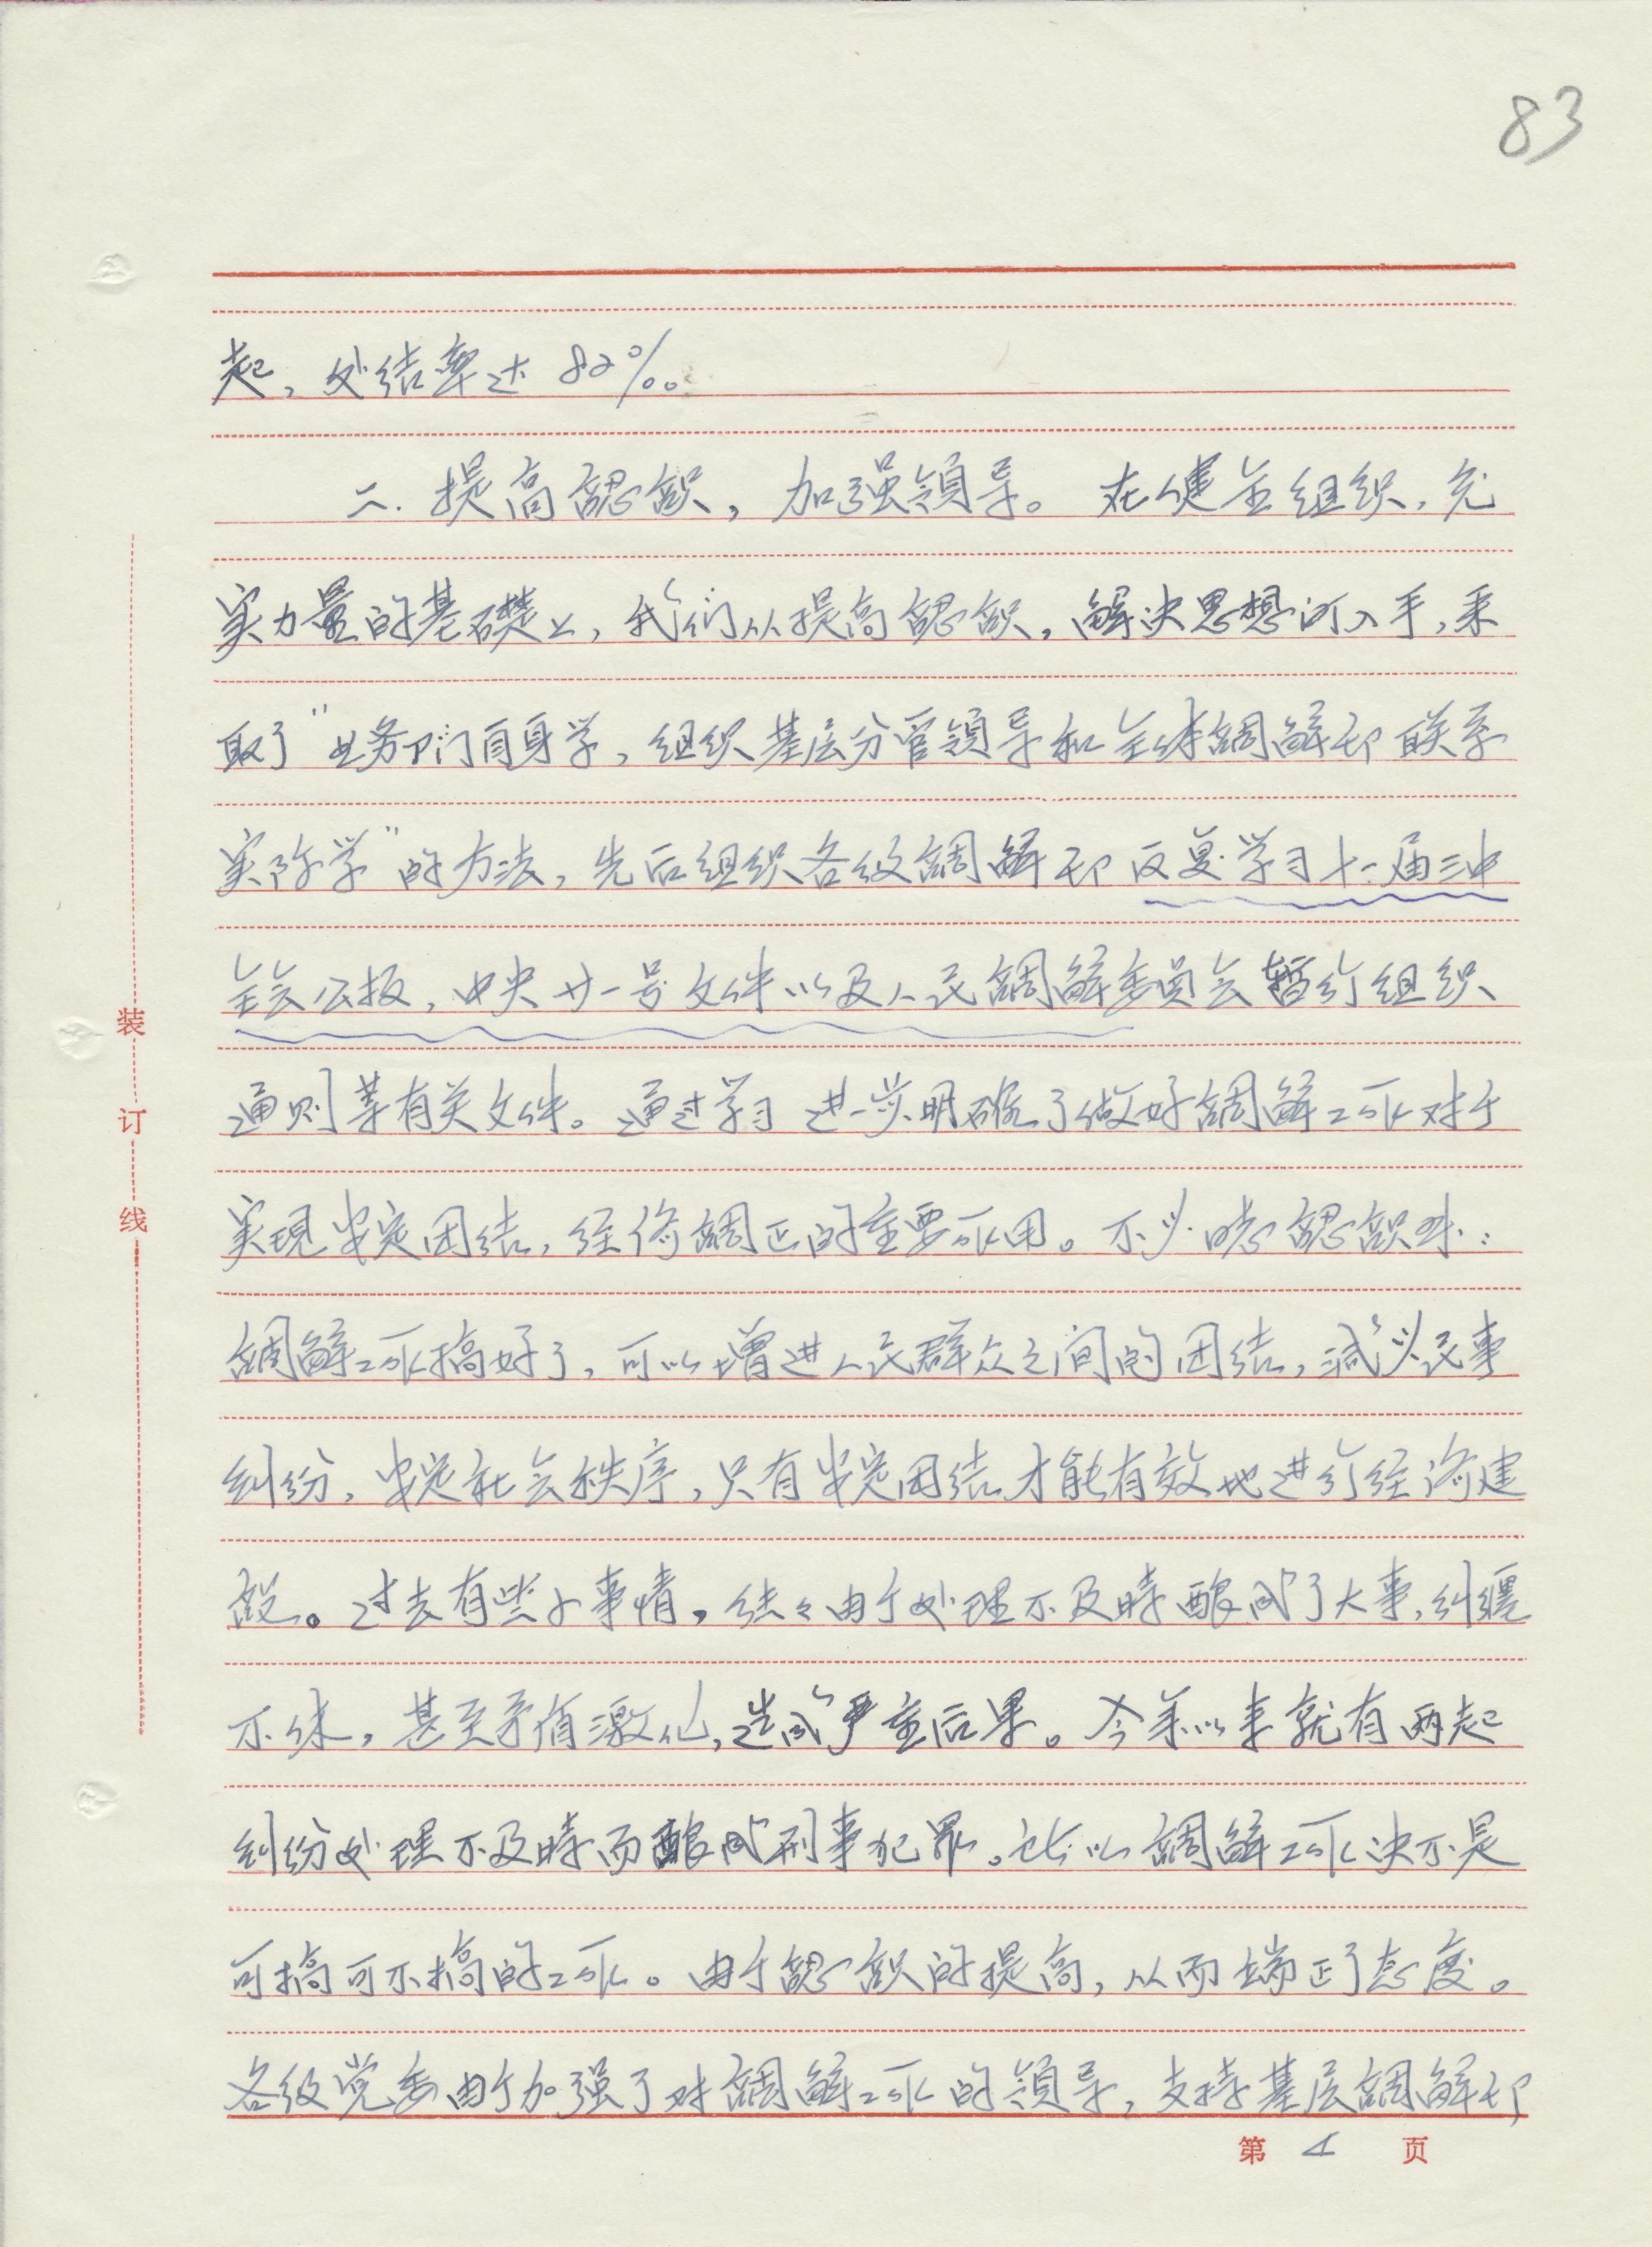 83
起，处结率达82%。
二.提高認識，加强領导。在健全组织，充
实力量的基礎上，我们从提高認識，解决思想问入手，采
取了"业务部门自身学，组织基层分管領导和全体調解干部联系
实际学"的方法，先后组织各级調解干部反复学习十一届三中
全会公报，中央廿一号文件以及人民調解委员会暂行组织
通则等有关文件。通过学习进一步明确了做好調解工作对于
实现安定团结，经济調正的重要作用。不少同志認識到：
調解工作搞好了，可以增进人民群众之间的团结，减少民事
纠纷，安定社会秩序，只有安定团结才能有效地进行经济建
設。过去有些小事情，往々由于处理不及時酿成了大事，纠纏
不休，甚至矛盾激化，造成严重后果。今年以来就有两起
纠纷处理不及時而酿成刑事犯罪。所以調解工作决不是
可搞可不搞的工作。由于認識的提高，从而端正了态度。
各级党委由于加强了对調解工作的領导，支持基层調解干部
装
订
线
第 4 页